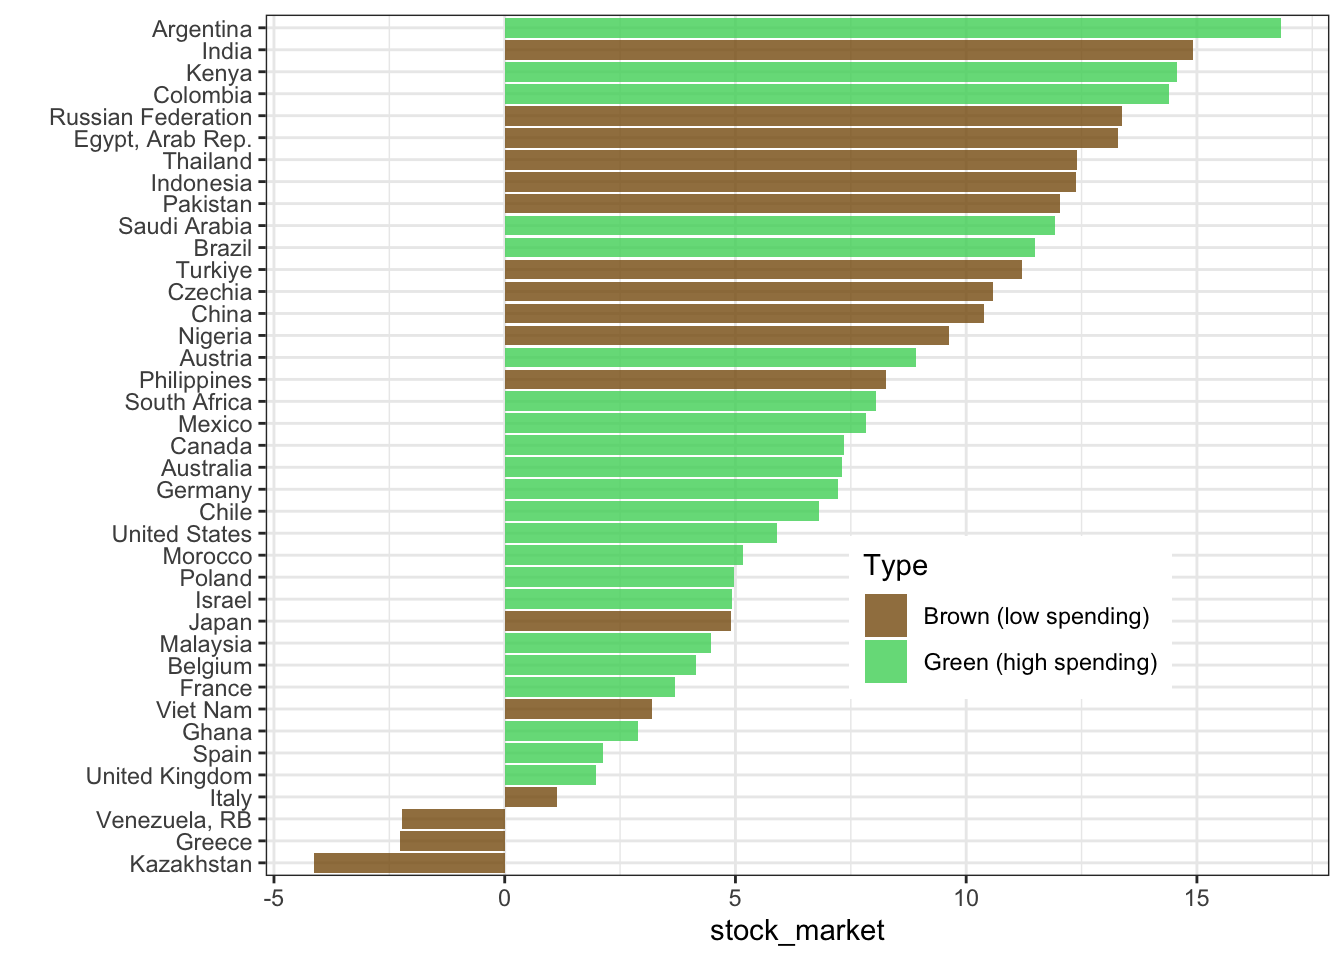 Argentina
India
Kenya
Colombia
Russian Federation
Egypt, Arab Rep.
Thailand
Indonesia
Pakistan
Saudi Arabia
Brazil
Turkiye
Czechia
China
Nigeria
Austria
Philippines
South Africa
Mexico
Canada
Australia
Germany
Chile
United States
Morocco
Poland
Israel
Japan
Malaysia
Belgium
France
Viet Nam
Ghana
Spain
United Kingdom
Italy
Venezuela, RB
Greece
Kazakhstan
Type
Brown (low spending)
Green (high spending)
-5 0 5 10 15
stock_market